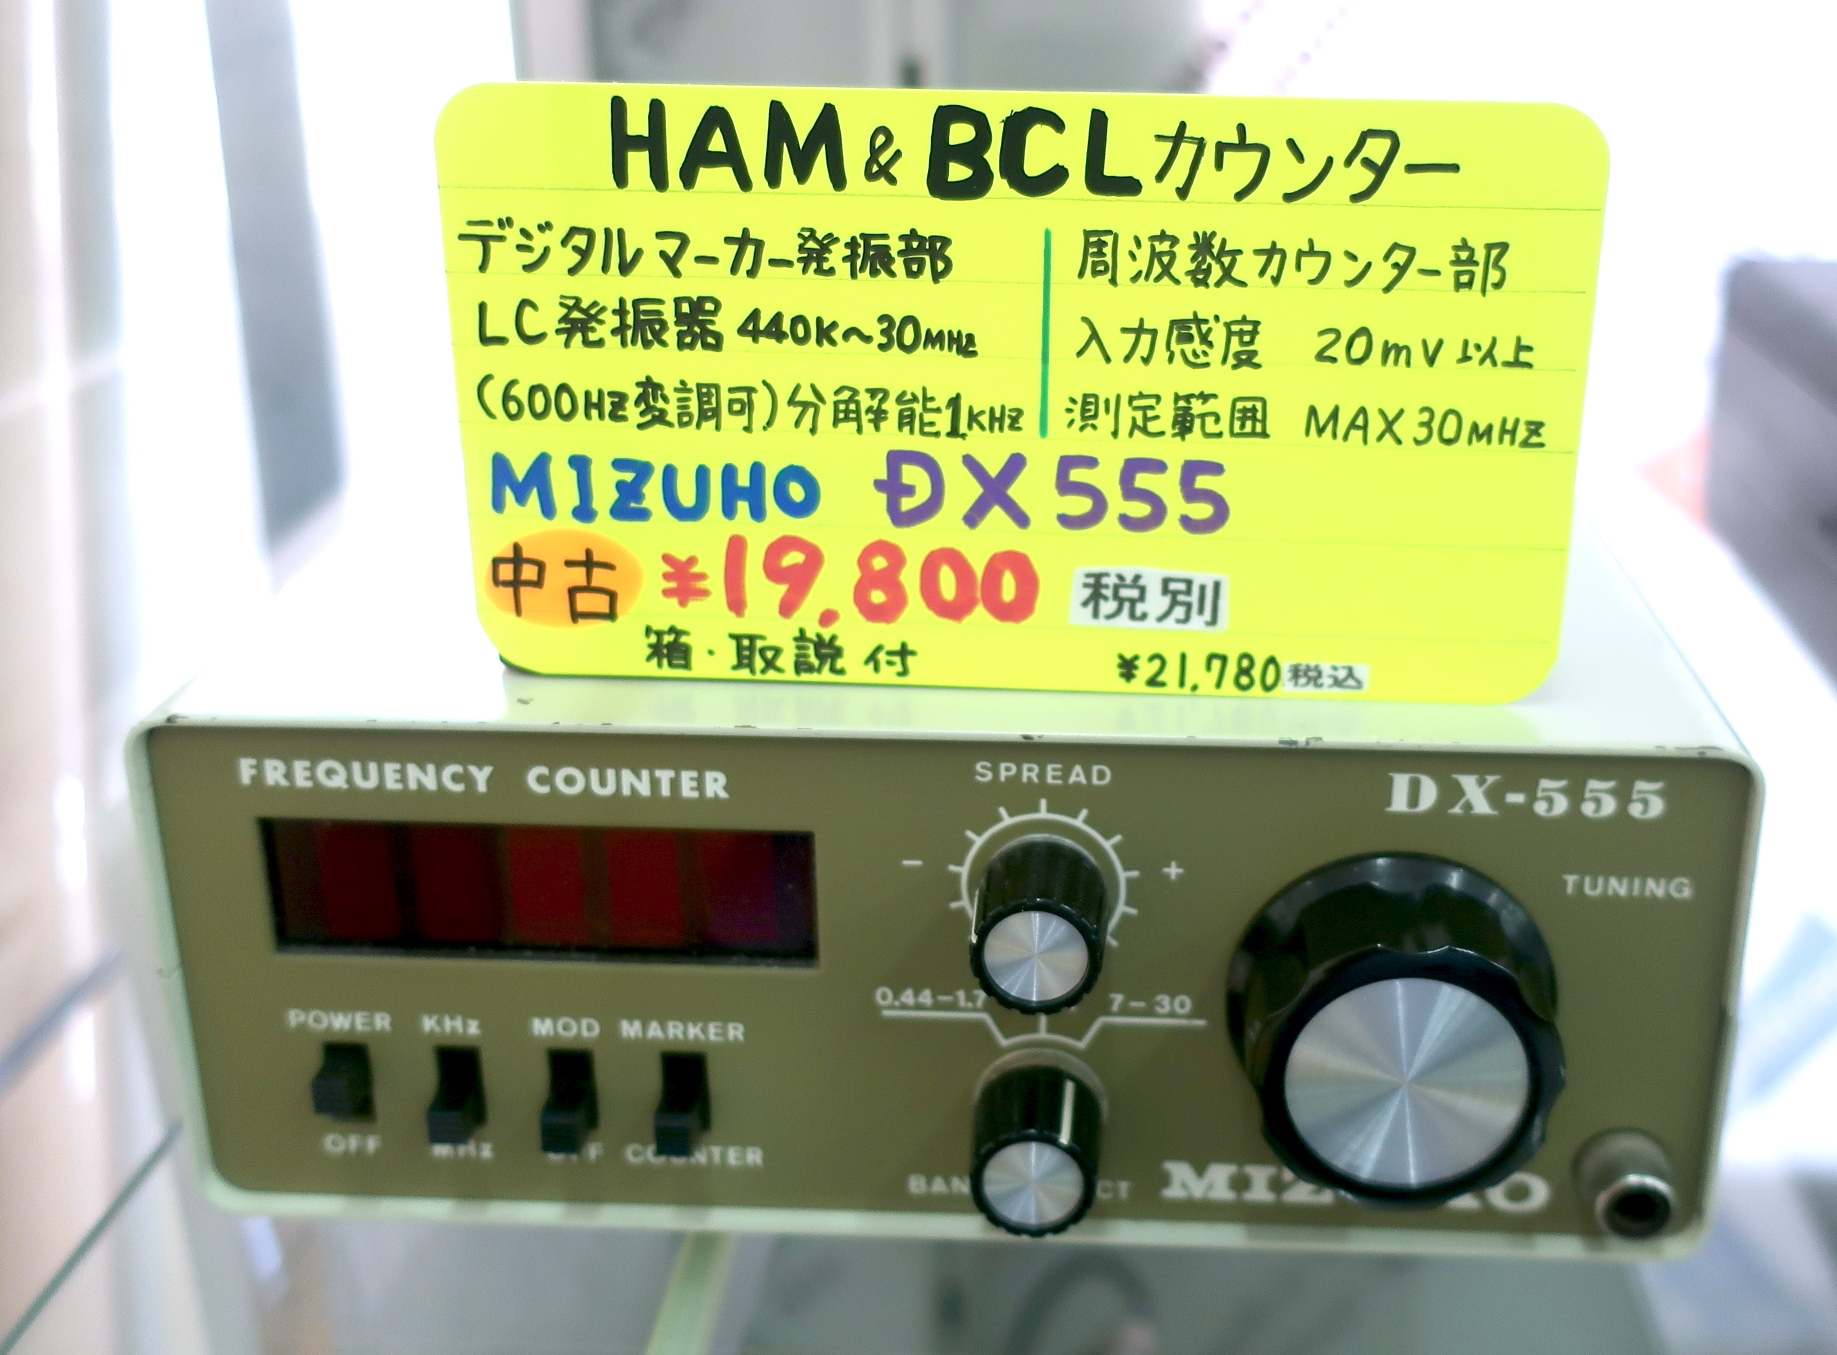 HAM & BCLカウンター
デジタルマーカー発振部
LC発振器 440K～30MHz
(600Hz変調可)分解能1KHz
周波数カウンター部
入力感度 20mV以上
測定範囲 MAX30MHz
MIZUHO DX555
中古 ¥19,800 税別
箱・取説付 ¥21,780税込
FREQUENCY COUNTER
SPREAD
DX-555
- +
TUNING
0.44-1.7 7-30
POWER KHz MOD MARKER
OFF MHz OFF COUNTER
MIZUHO